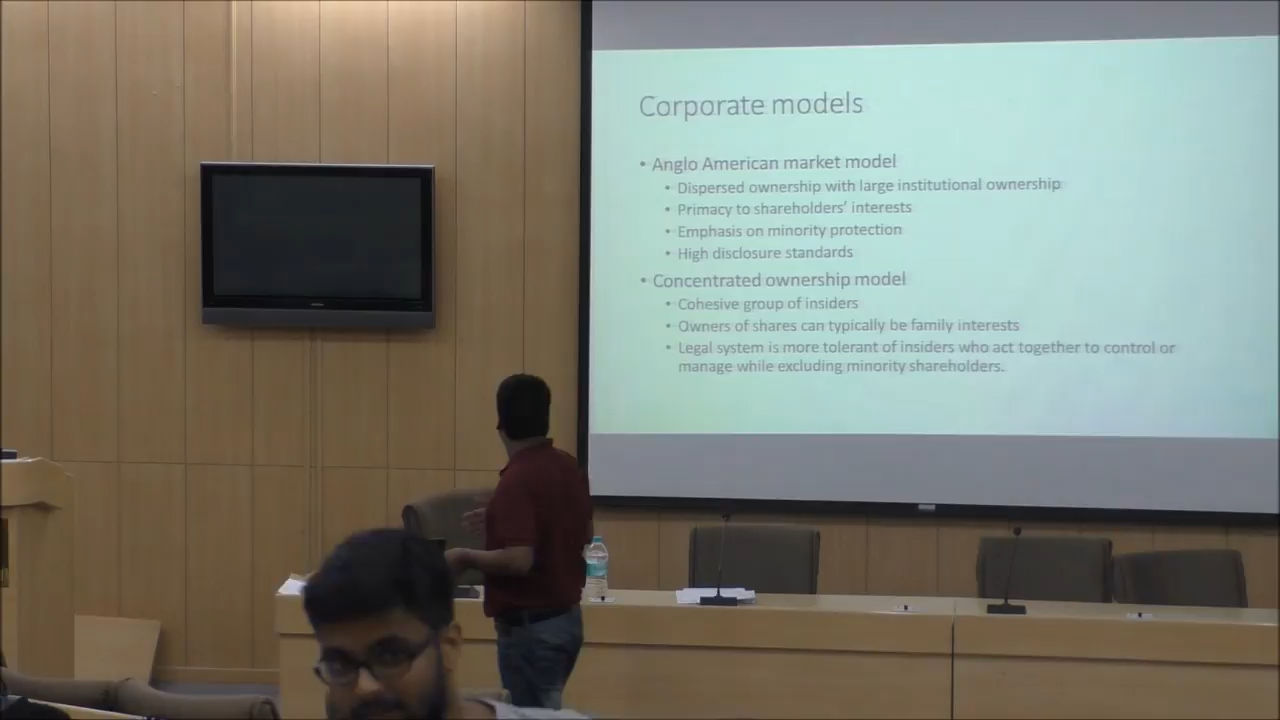 Corporate models
• Anglo American market model
• Dispersed ownership with large institutional ownership
• Primacy to shareholders’ interests
• Emphasis on minority protection
• High disclosure standards
• Concentrated ownership model
• Cohesive group of insiders
• Owners of shares can typically be family interests
• Legal system is more tolerant of insiders who act together to control or
manage while excluding minority shareholders.